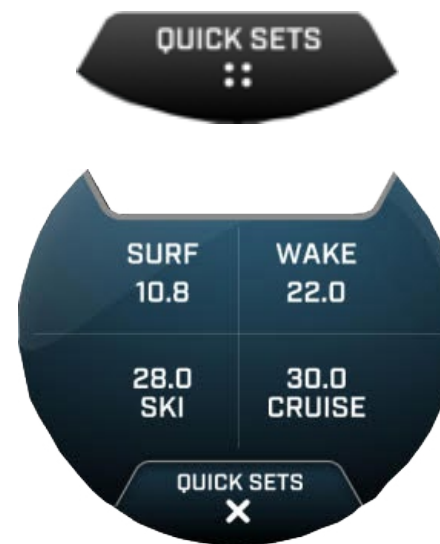 QUICK SETS
SURF
10.8
WAKE
22.0
28.0
SKI
30.0
CRUISE
QUICK SETS